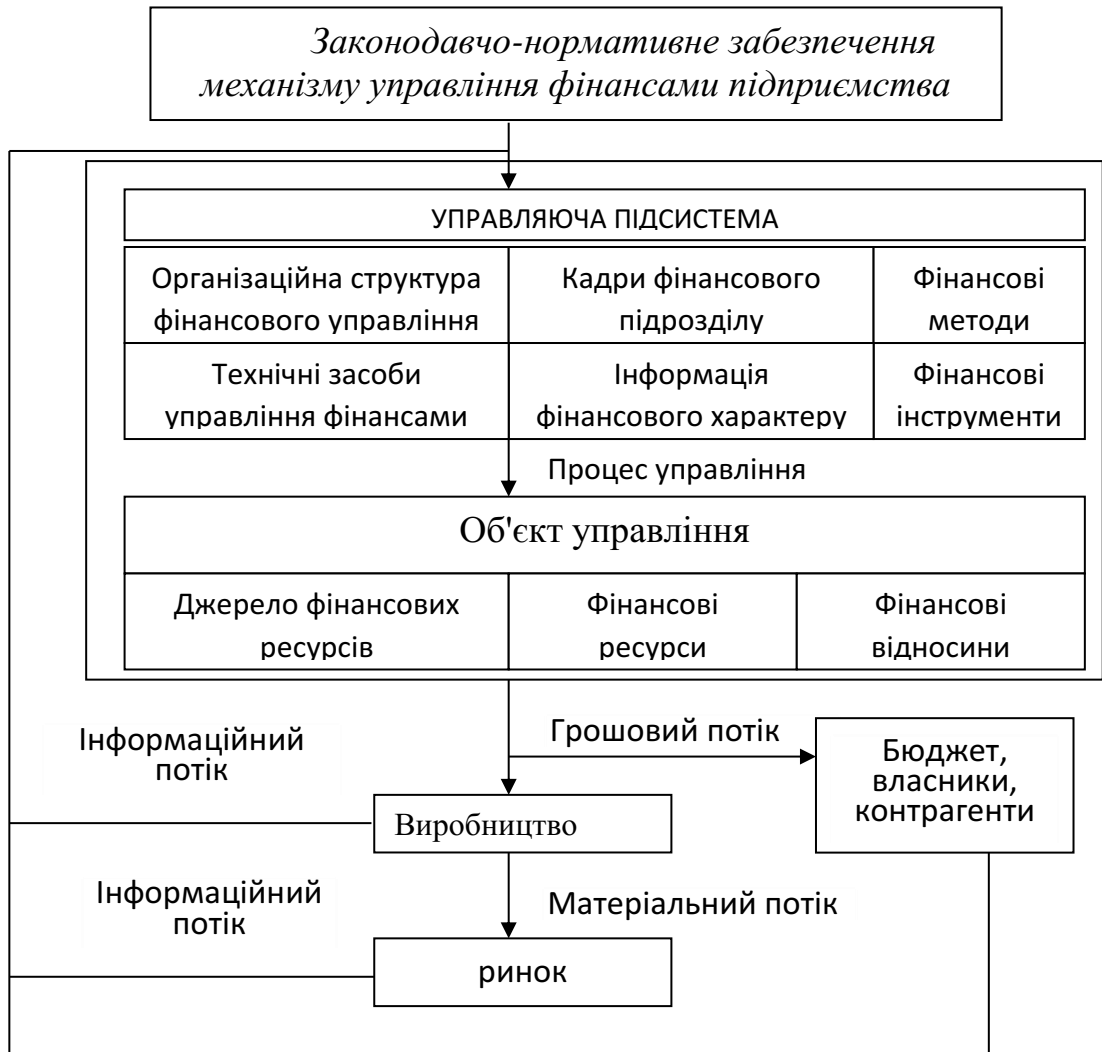 Законодавчо-нормативне забезпечення
механізму управління фінансами підприємства
УПРАВЛЯЮЧА ПІДСИСТЕМА
Організаційна структура
фінансового управління
Кадри фінансового
підрозділу
Фінансові
методи
Технічні засоби
управління фінансами
Інформація
фінансового характеру
Фінансові
інструменти
Процес управління
Об'єкт управління
Джерело фінансових
ресурсів
Фінансові
ресурси
Фінансові
відносини
Інформаційний
потік
Грошовий потік
Бюджет,
власники,
контрагенти
Виробництво
Інформаційний
потік
Матеріальний потік
ринок